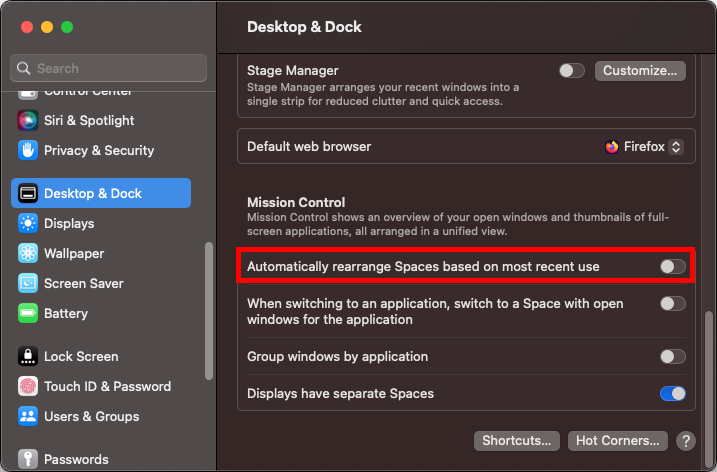 Desktop & Dock
Search
Control Center
Siri & Spotlight
Privacy & Security
Desktop & Dock
Displays
Wallpaper
Screen Saver
Battery
Lock Screen
Touch ID & Password
Users & Groups
Passwords
Stage Manager
Customize...
Stage Manager arranges your recent windows into a
single strip for reduced clutter and quick access.
Default web browser
Firefox
Mission Control
Mission Control shows an overview of your open windows and thumbnails of full-
screen applications, all arranged in a unified view.
Automatically rearrange Spaces based on most recent use
When switching to an application, switch to a Space with open
windows for the application
Group windows by application
Displays have separate Spaces
Shortcuts...
Hot Corners...
?